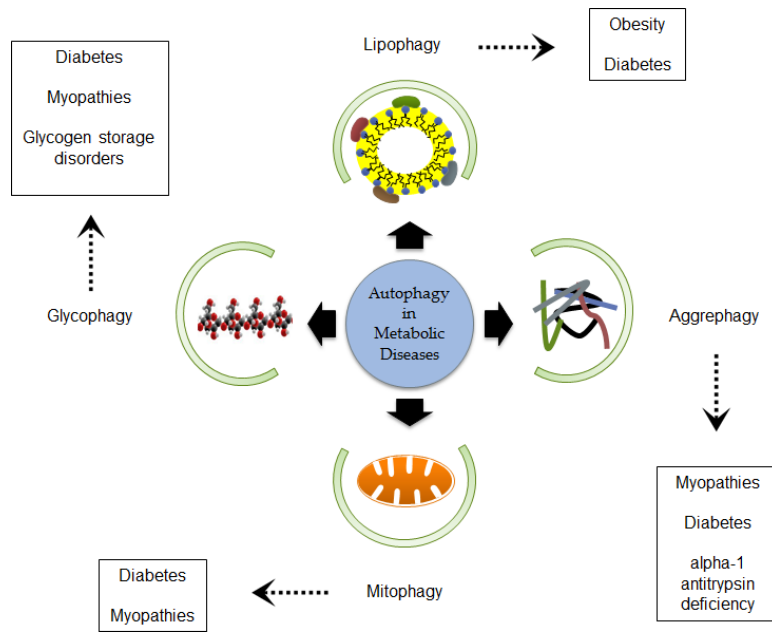 Lipophagy
Obesity
Diabetes
Diabetes
Myopathies
Glycogen storage
disorders
Glycophagy
Autophagy
in
Metabolic
Diseases
Aggrephagy
Myopathies
Diabetes
alpha-1
antitrypsin
deficiency
Mitophagy
Diabetes
Myopathies